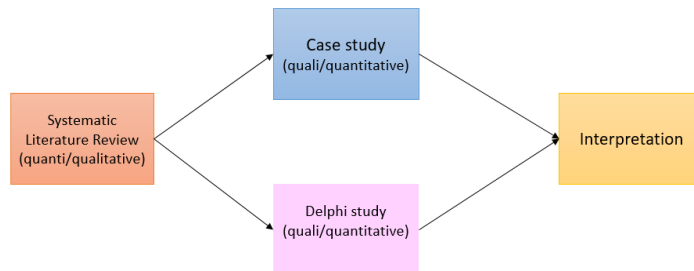 Systematic
Literature Review
(quanti/qualitative)
Case study
(quali/quantitative)
Delphi study
(quali/quantitative)
Interpretation